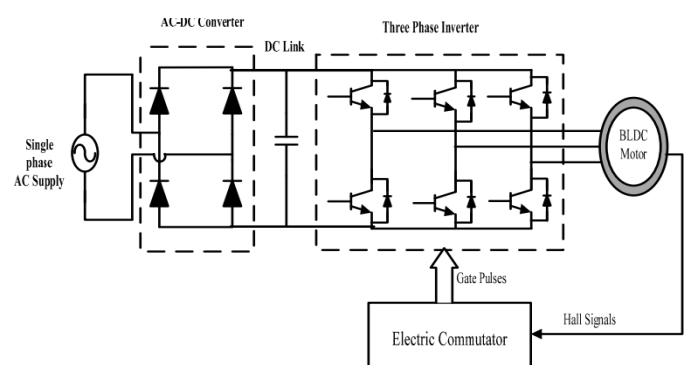 AC-DC Converter
DC Link
Three Phase Inverter
Single
phase
AC Supply
BLDC
Motor
Gate Pulses
Hall Signals
Electric Commutator